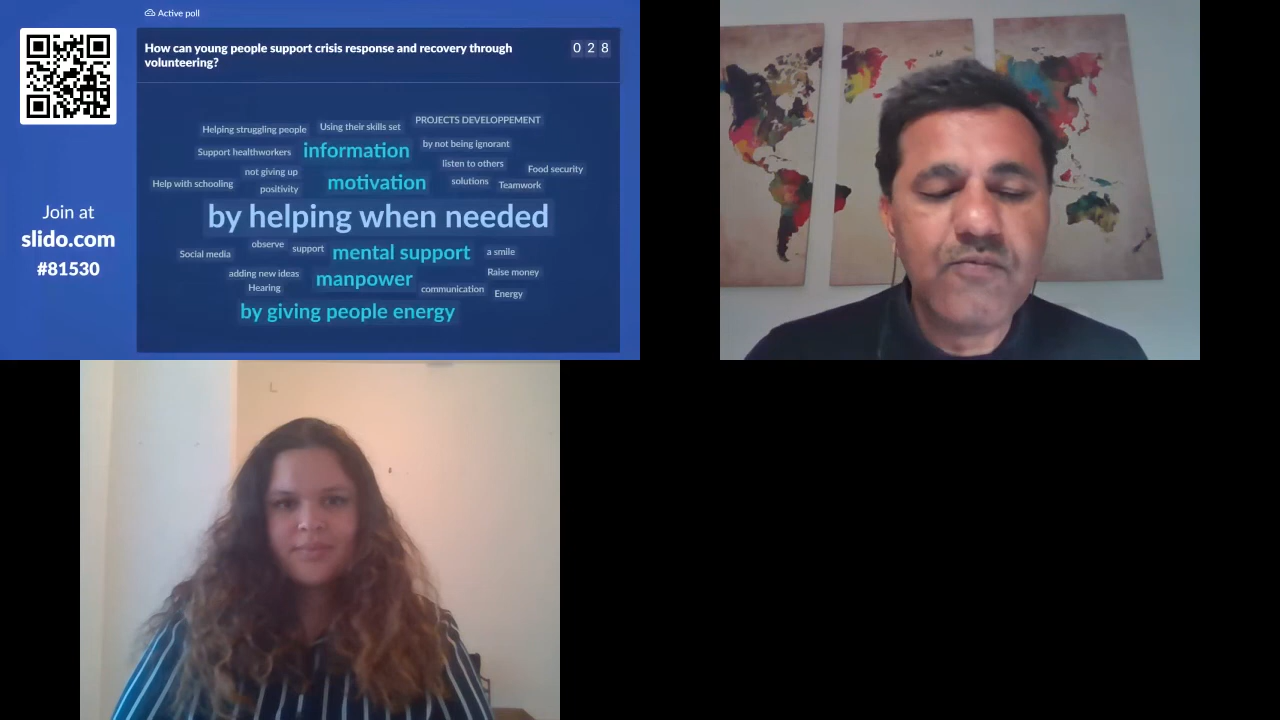 Active poll
How can young people support crisis response and recovery through
volunteering?
0 2 8
PROJECTS DEVELOPPEMENT
Helping struggling people
Using their skills set
by not being ignorant
Support healthworkers
information
listen to others
Food security
not giving up
Help with schooling
positivity
motivation
solutions
Teamwork
by helping when needed
Social media
observe
support
mental support
a smile
adding new ideas
Hearing
manpower
communication
Raise money
Energy
by giving people energy
Join at
slido.com
#81530